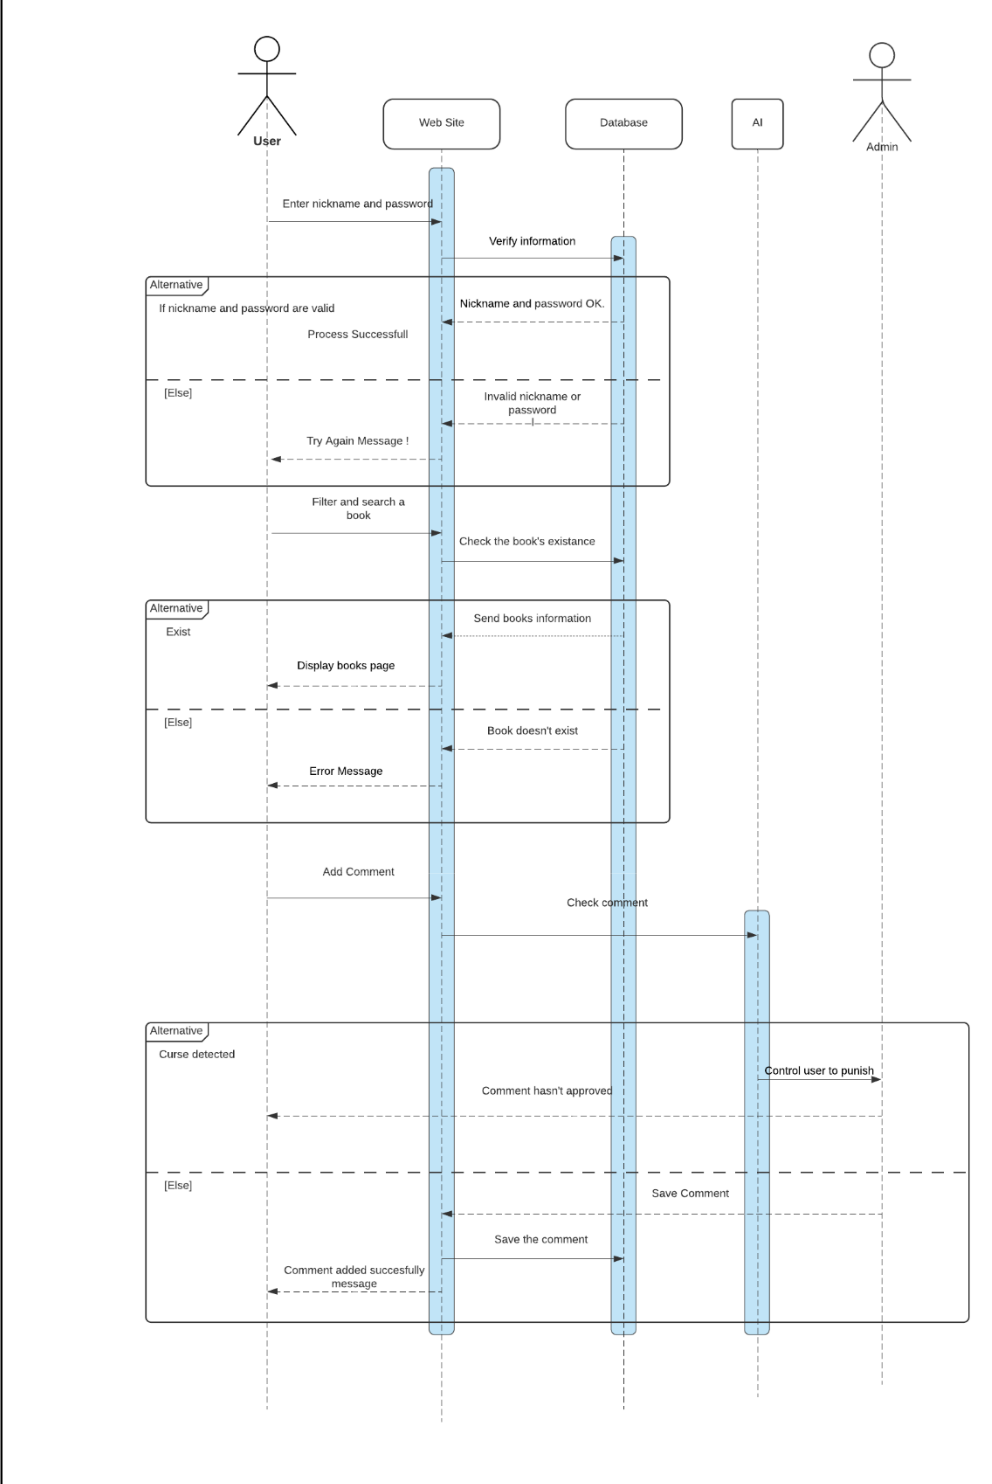 User
Web Site
Database
AI
Admin
Enter nickname and password
Verify information
Alternative
If nickname and password are valid
Nickname and password OK.
Process Successfull
[Else]
Invalid nickname or
password
Try Again Message !
Filter and search a
book
Check the book's existance
Alternative
Exist
Send books information
Display books page
[Else]
Book doesn't exist
Error Message
Add Comment
Check comment
Alternative
Curse detected
Control user to punish
Comment hasn't approved
[Else]
Save Comment
Save the comment
Comment added succesfully
message